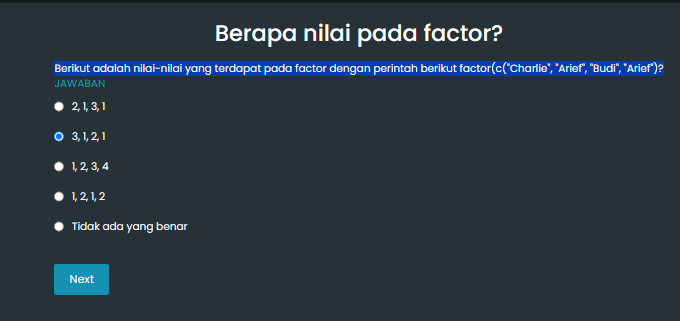 Berapa nilai pada factor?
Berikut adalah nilai-nilai yang terdapat pada factor dengan perintah berikut factor(c("Charlie", "Arief", "Budi", "Arief")?
JAWABAN
2, 1, 3, 1
3, 1, 2, 1
1, 2, 3, 4
1, 2, 1, 2
Tidak ada yang benar
Next